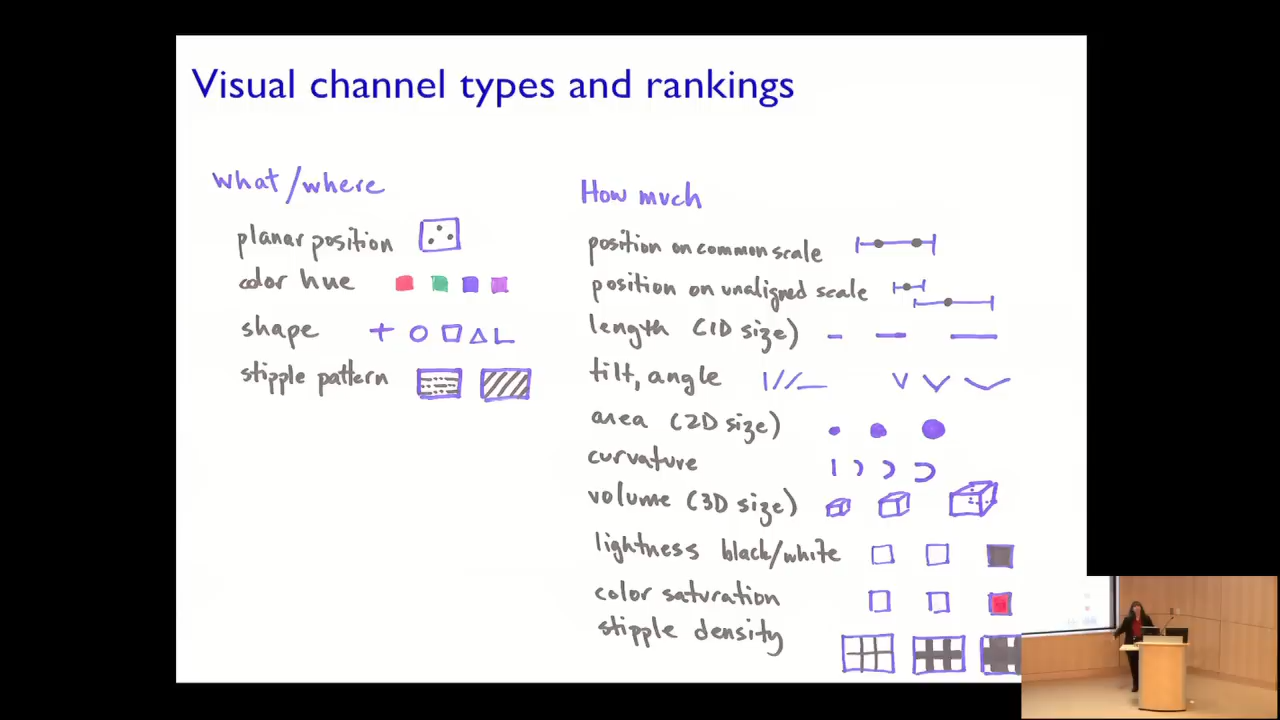 Visual channel types and rankings
What/where
planar position
color hue
shape
stipple pattern
How much
position on common scale
position on unaligned scale
length (1D size)
tilt, angle
area (2D size)
curvature
volume (3D size)
lightness black/white
color saturation
stipple density